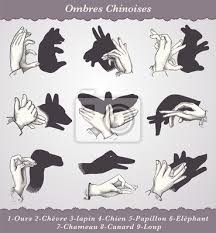 Ombres Chinoises
1-Ours 2-Chèvre 3-lapin 4-Chien 5-Papillon 6-Eléphant
7-Chameau 8-Canard 9-Loup